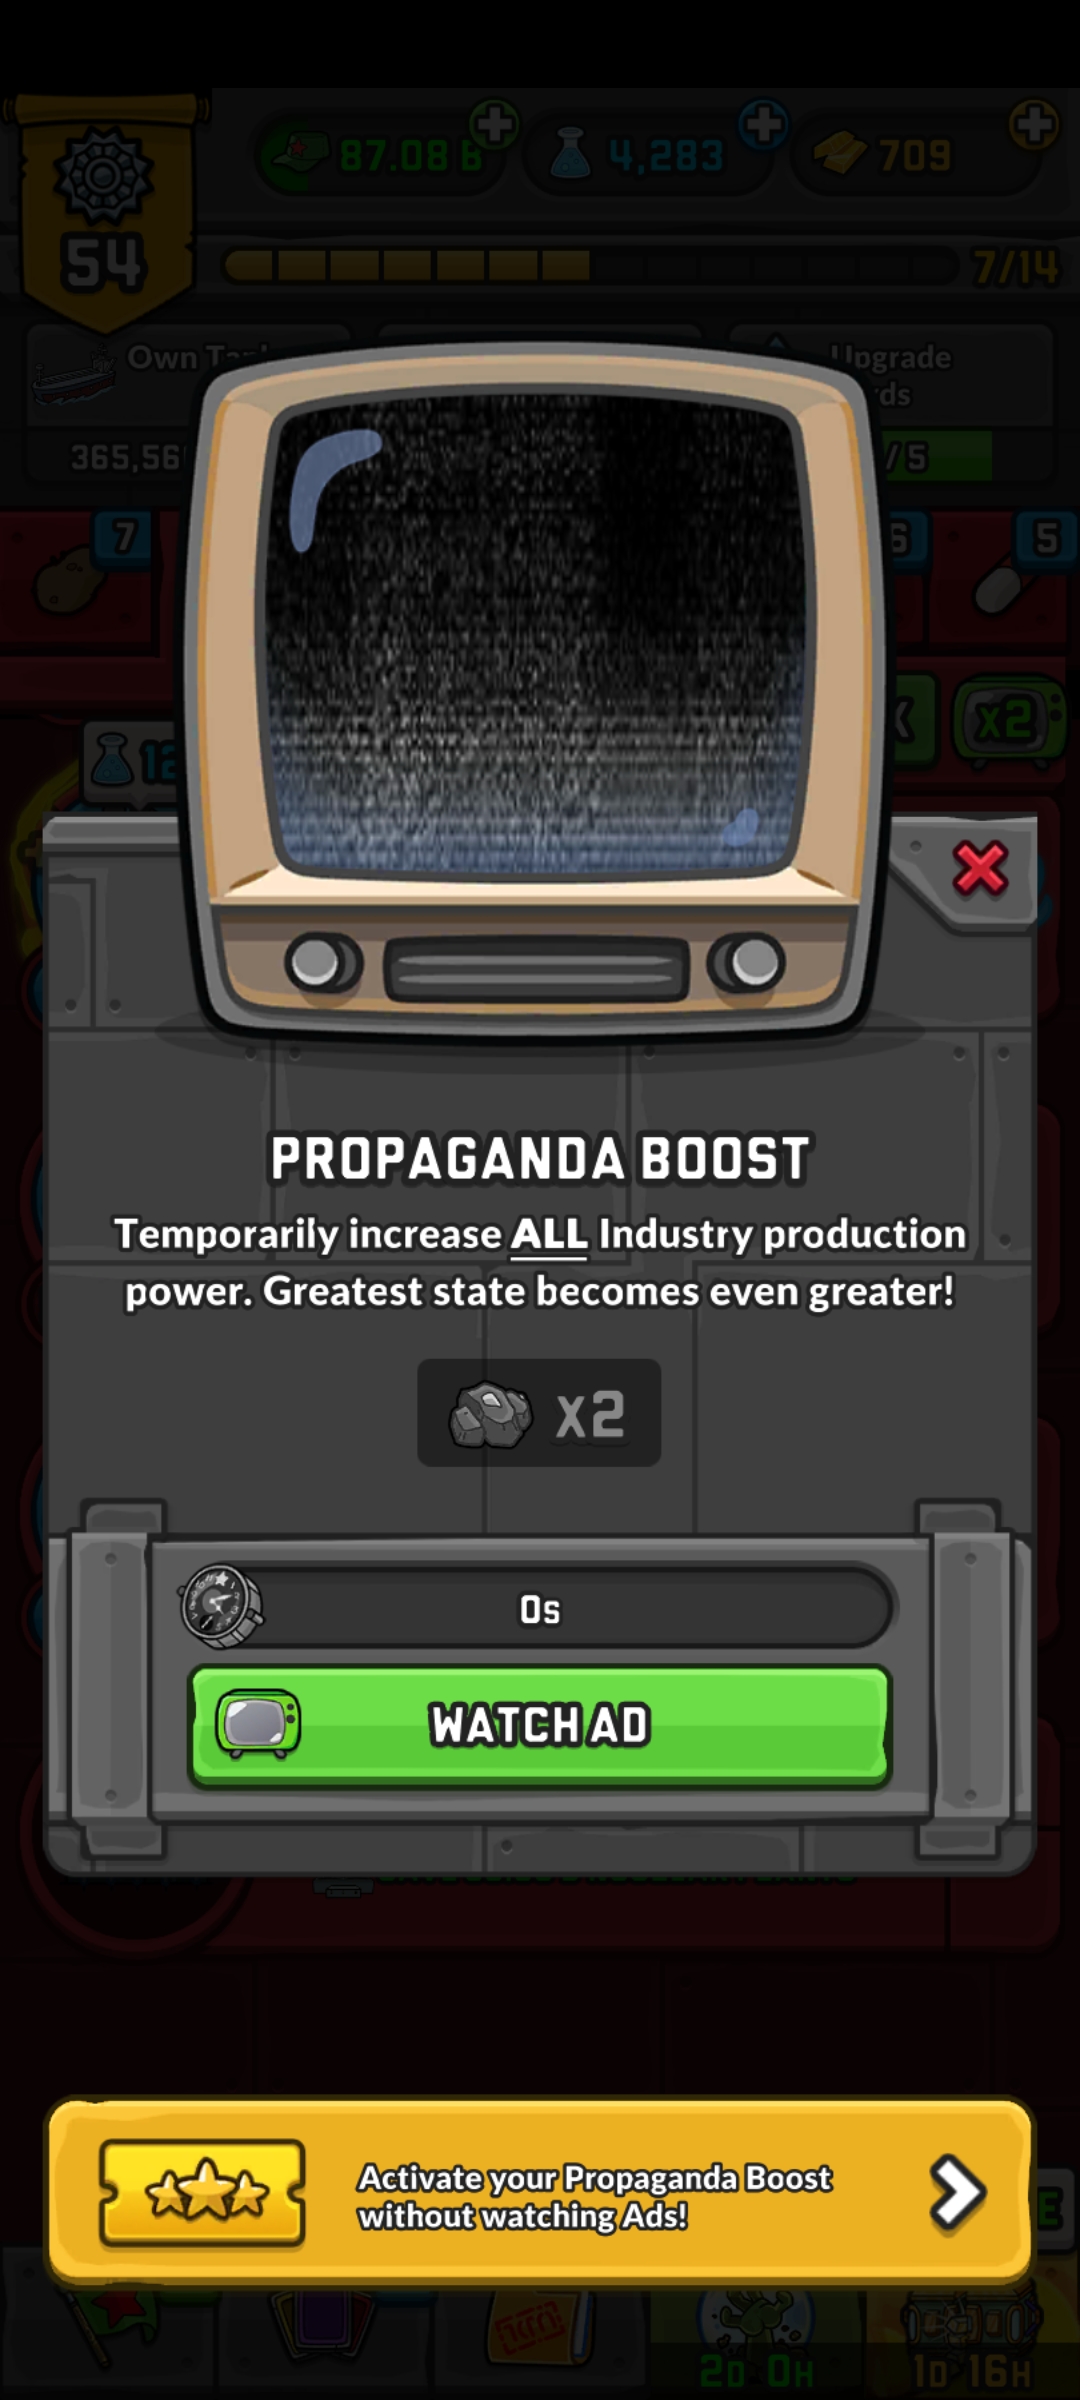 87.08 B
4,283
709
54
7/14
Upgrade
Own
365,56
/5
7
6
5
x2
12
PROPAGANDA BOOST
Temporarily increase ALL Industry production
power. Greatest state becomes even greater!
x2
0s
WATCH AD
Activate your Propaganda Boost
without watching Ads!
2D 0H
1D 16H